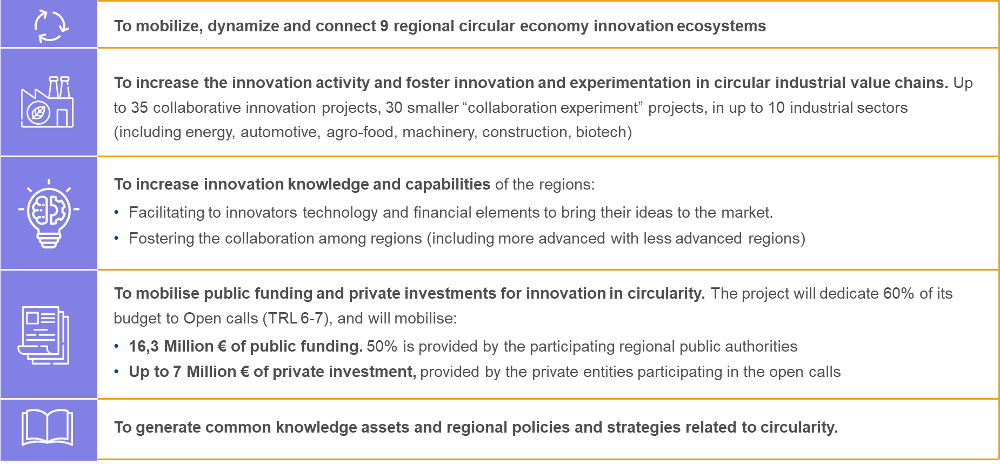 To mobilize, dynamize and connect 9 regional circular economy innovation ecosystems
To increase the innovation activity and foster innovation and experimentation in circular industrial value chains. Up
to 35 collaborative innovation projects, 30 smaller “collaboration experiment” projects, in up to 10 industrial sectors
(including energy, automotive, agro-food, machinery, construction, biotech)
To increase innovation knowledge and capabilities of the regions:
• Facilitating to innovators technology and financial elements to bring their ideas to the market.
• Fostering the collaboration among regions (including more advanced with less advanced regions)
To mobilise public funding and private investments for innovation in circularity. The project will dedicate 60% of its
budget to Open calls (TRL 6-7), and will mobilise:
• 16,3 Million € of public funding. 50% is provided by the participating regional public authorities
• Up to 7 Million € of private investment, provided by the private entities participating in the open calls
To generate common knowledge assets and regional policies and strategies related to circularity.